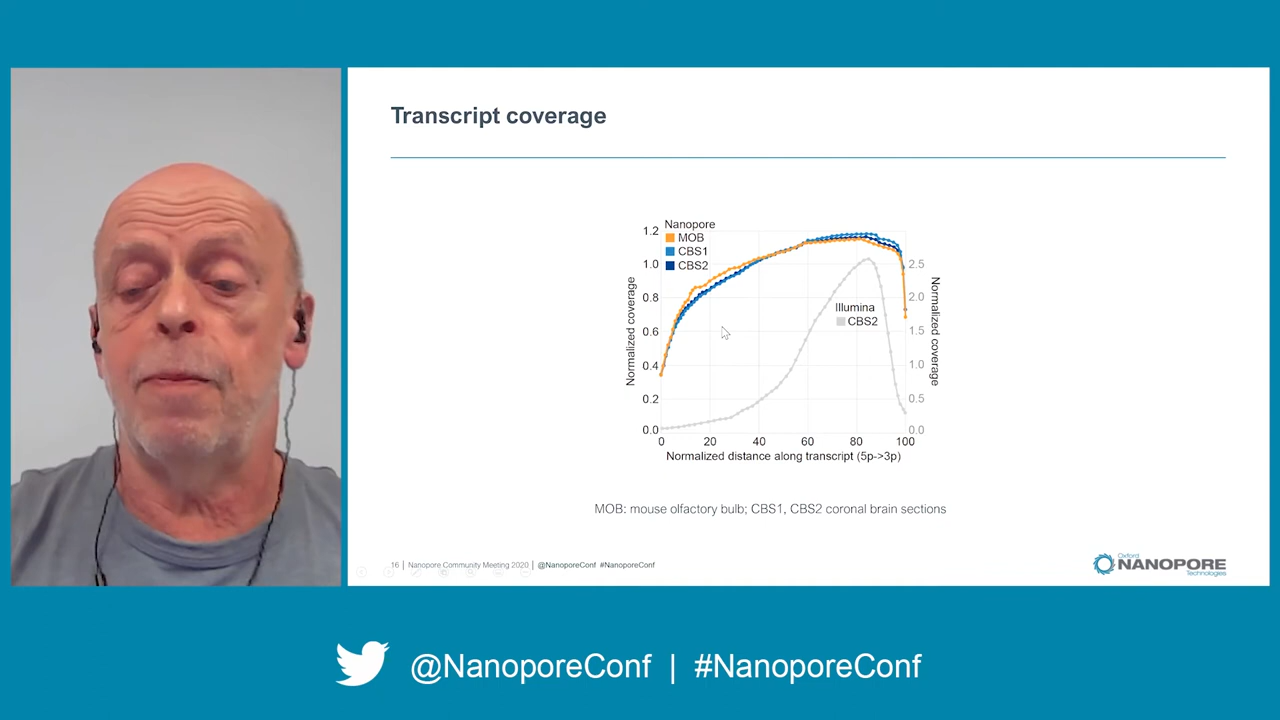 Transcript coverage
Nanopore
MOB
CBS1
CBS2
1.2
1.0
0.8
0.6
0.4
0.2
0.0
Normalized coverage
Illumina
CBS2
2.5
2.0
1.5
1.0
0.5
0.0
Normalized coverage
0 20 40 60 80 100
Normalized distance along transcript (5p->3p)
MOB: mouse olfactory bulb; CBS1, CBS2 coronal brain sections
16 | Nanopore Community Meeting 2020 | @NanoporeConf #NanoporeConf
Oxford
NANOPORE
Technologies
@NanoporeConf | #NanoporeConf